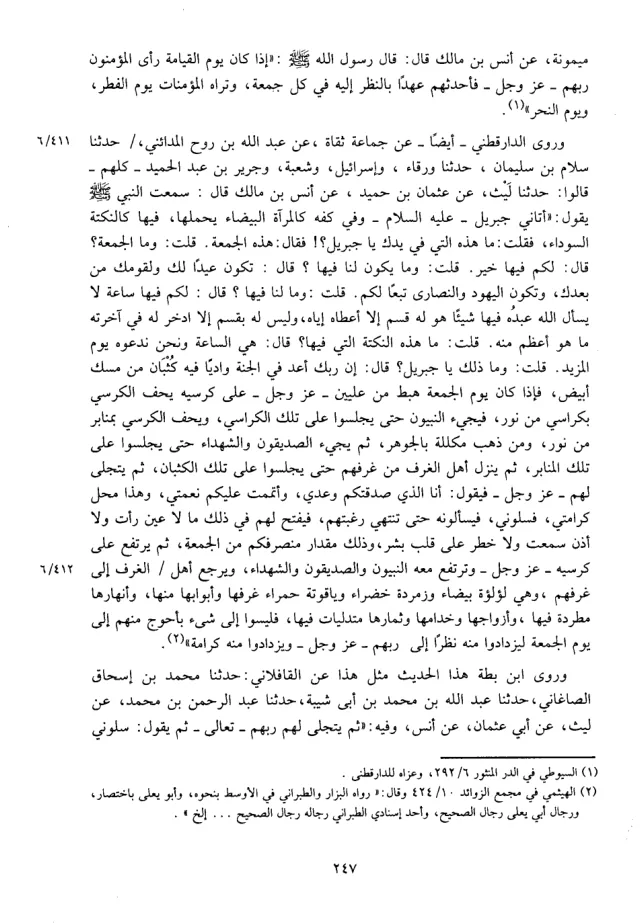 ميمونة، عن أنس بن مالك قال: قال رسول الله ﷺ :«إذا كان يوم القيامة رأى المؤمنون
ربهم ـ عز وجل ـ فأحدثهم عهدًا بالنظر إليه في كل جمعة، وتراه المؤمنات يوم الفطر،
ويوم النحر»(١).
وروى الدارقطني ـ أيضًا ـ عن جماعة ثقاة ،عن عبد الله بن روح المدائني،/ حدثنا ٦/٤١١
سلام بن سليمان ، حدثنا ورقاء ، وإسرائيل، وشعبة، وجرير بن عبد الحميد ـ كلهم ـ
قالوا: حدثنا لَيْث، عن عثمان بن حميد ، عن أنس بن مالك قال : سمعت النبي ﷺ
يقول:«أتاني جبريل ـ عليه السلام ـ وفي كفه كالمرآة البيضاء يحملها، فيها كالنكتة
السوداء، فقلت:ما هذه التي في يدك يا جبريل؟! فقال:هذه الجمعة. قلت: وما الجمعة؟
قال: لكم فيها خير. قلت: وما يكون لنا فيها ؟ قال : تكون عيدًا لك ولقومك من
بعدك، وتكون اليهود والنصارى تبعًا لكم. قلت :وما لنا فيها ؟ قال : لكم فيها ساعة لا
يسأل الله عبدُه فيها شيئًا هو له قسم إلا أعطاه إياه،وليس له بقسم إلا ادخر له في آخرته
ما هو أعظم منه. قلت: ما هذه النكتة التي فيها؟ قال: هي الساعة ونحن ندعوه يوم
المزيد. قلت: وما ذلك يا جبريل؟ قال: إن ربك أعد في الجنة واديًا فيه كُثْبَان من مسك
أبيض، فإذا كان يوم الجمعة هبط من عليين ـ عز وجل ـ على كرسيه يحف الكرسي
بكراسي من نور، فيجيء النبيون حتى يجلسوا على تلك الكراسي، ويحف الكرسي بمنابر
من نور، ومن ذهب مكللة بالجوهر، ثم يجيء الصديقون والشهداء حتى يجلسوا على
تلك المنابر، ثم ينزل أهل الغرف من غرفهم حتى يجلسوا على تلك الكثبان، ثم يتجلى
لهم ـ عز وجل ـ فيقول: أنا الذي صدقتكم وعدي، وأتممت عليكم نعمتي، وهذا محل
كرامتي، فسلوني، فيسألونه حتى تنتهي رغبتهم، فيفتح لهم في ذلك ما لا عين رأت ولا
أذن سمعت ولا خطر على قلب بشر،وذلك مقدار منصرفكم من الجمعة، ثم يرتفع على
كرسيه ـ عز وجل ـ وترتفع معه النبيون والصديقون والشهداء، ويرجع أهل / الغرف إلى ٦/٤١٢
غرفهم ،وهي لؤلؤة بيضاء وزمردة خضراء وياقوتة حمراء غرفها وأبوابها منها، وأنهارها
مطردة فيها ،وأزواجها وخدامها وثمارها متدليات فيها، فليسوا إلى شىء بأحوج منهم إلى
يوم الجمعة ليزدادوا منه نظرًا إلى ربهم ـ عز وجل ـ ويزدادوا منه كرامة»(٢).
وروى ابن بطة هذا الحديث مثل هذا عن القافلاني:حدثنا محمد بن إسحاق
الصاغاني،حدثنا عبد الله بن محمد بن أبى شيبة،حدثنا عبد الرحمن بن محمد، عن
ليث، عن أبي عثمان، عن أنس، وفيه:«ثم يتجلى لهم ربهم ـ تعالى ـ ثم يقول: سلوني
(١) السيوطي في الدر المنثور ٦/ ٢٩٢، وعزاه للدارقطنى .
(٢) الهيثمي في مجمع الزوائد ١٠/ ٤٢٤ وقال:« رواه البزار والطبراني في الأوسط بنحوه، وأبو يعلى باختصار،
ورجال أبي يعلى رجال الصحيح، وأحد إسنادي الطبراني رجاله رجال الصحيح ... إلخ » .
٢٤٧